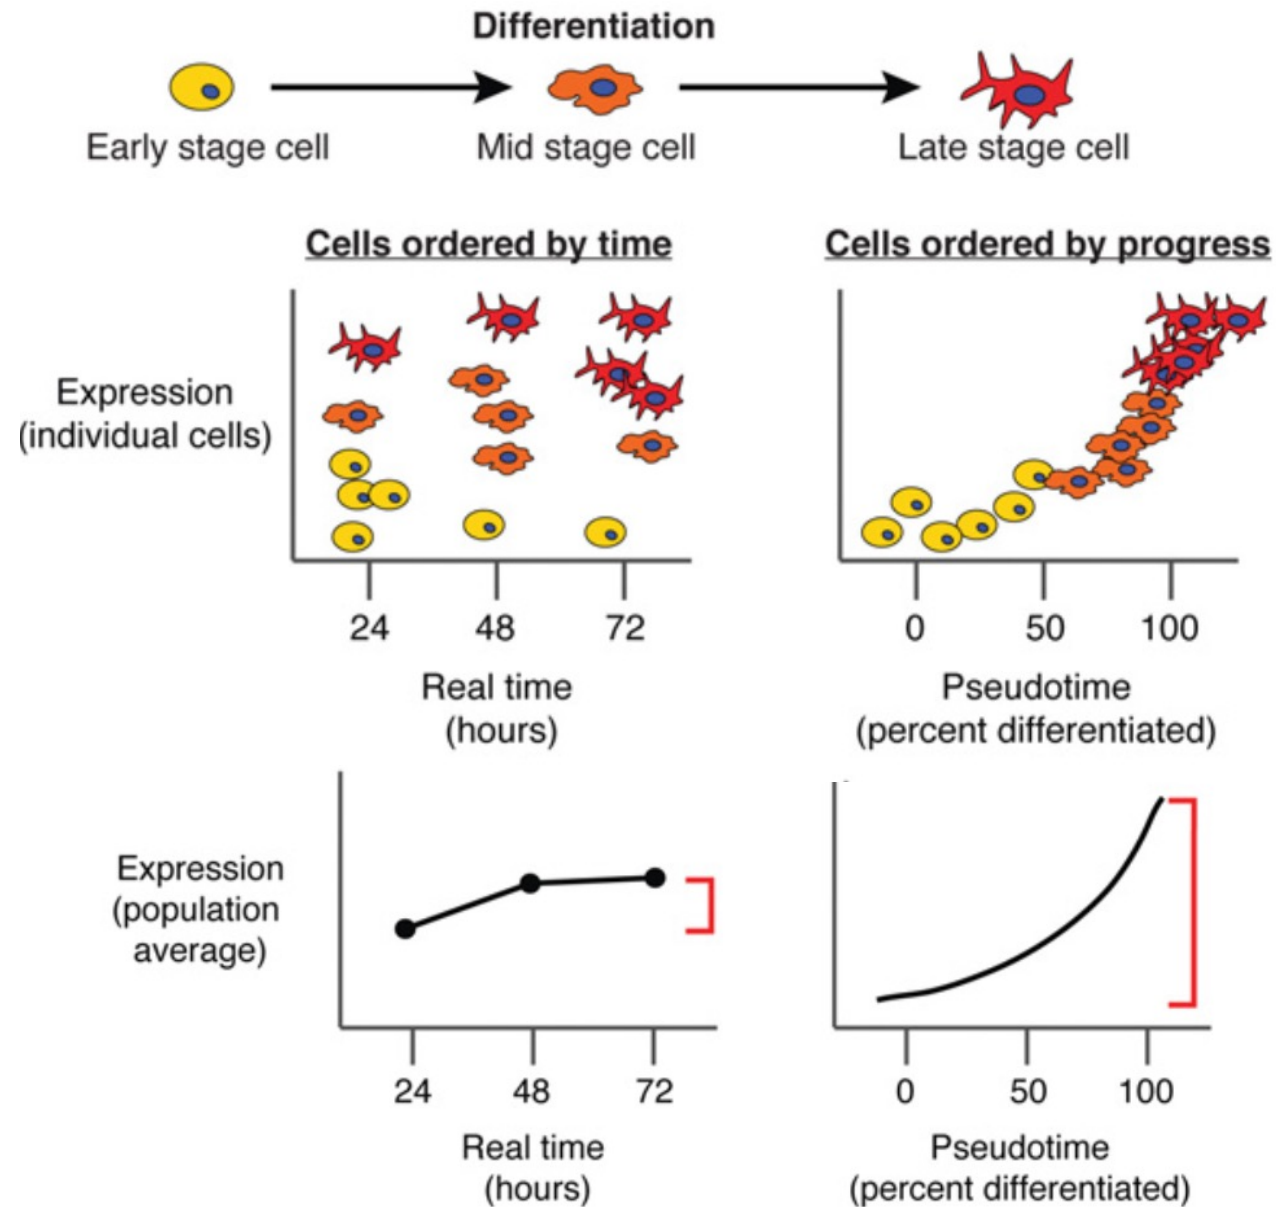 Differentiation
Early stage cell
Mid stage cell
Late stage cell
Cells ordered by time
Cells ordered by progress
Expression
(individual cells)
24 48 72
Real time
(hours)
0 50 100
Pseudotime
(percent differentiated)
Expression
(population
average)
24 48 72
Real time
(hours)
0 50 100
Pseudotime
(percent differentiated)